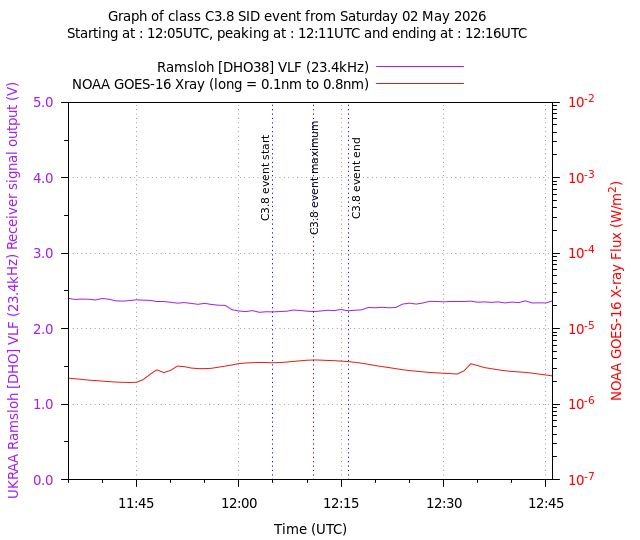 Graph of class C3.8 SID event from Saturday 02 May 2026
Starting at : 12:05UTC, peaking at : 12:11UTC and ending at : 12:16UTC
Ramsloh [DHO38] VLF (23.4kHz)
NOAA GOES-16 Xray (long = 0.1nm to 0.8nm)
UKRAA Ramsloh [DHO] VLF (23.4kHz) Receiver signal output (V)
5.0
4.0
3.0
2.0
1.0
0.0
C3.8 event start
C3.8 event maximum
C3.8 event end
10^-2
10^-3
10^-4
10^-5
10^-6
10^-7
NOAA GOES-16 X-ray Flux (W/m²)
11:45 12:00 12:15 12:30 12:45
Time (UTC)